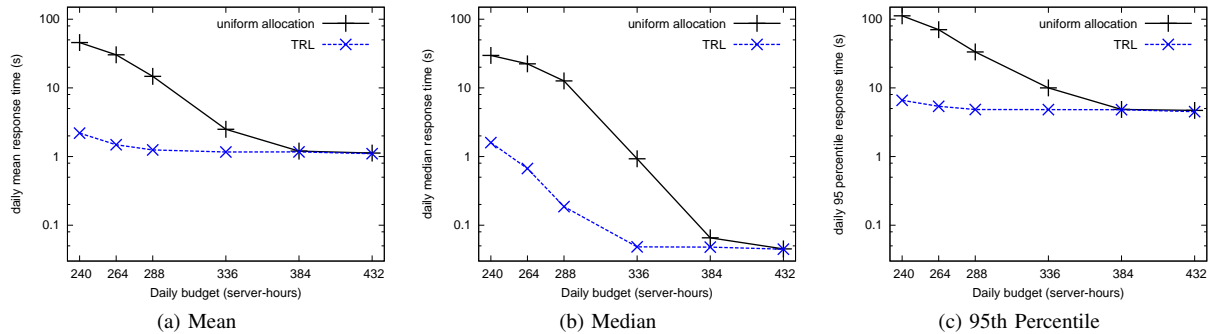 daily mean response time (s)
100
10
1
0.1
uniform allocation
TRL
240 264 288 336 384 432
Daily budget (server-hours)
(a) Mean
daily median response time (s)
100
10
1
0.1
uniform allocation
TRL
240 264 288 336 384 432
Daily budget (server-hours)
(b) Median
daily 95 percentile response time (s)
100
10
1
0.1
uniform allocation
TRL
240 264 288 336 384 432
Daily budget (server-hours)
(c) 95th Percentile